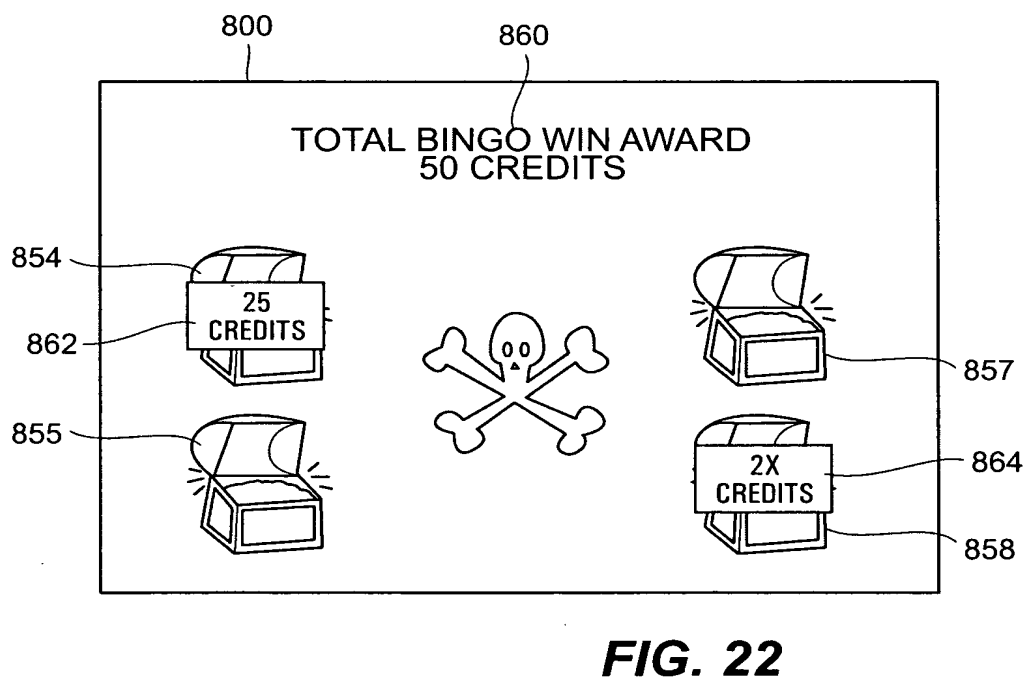 800
860
TOTAL BINGO WIN AWARD
50 CREDITS
854
25
CREDITS
862
857
855
2X
CREDITS
864
858
FIG. 22